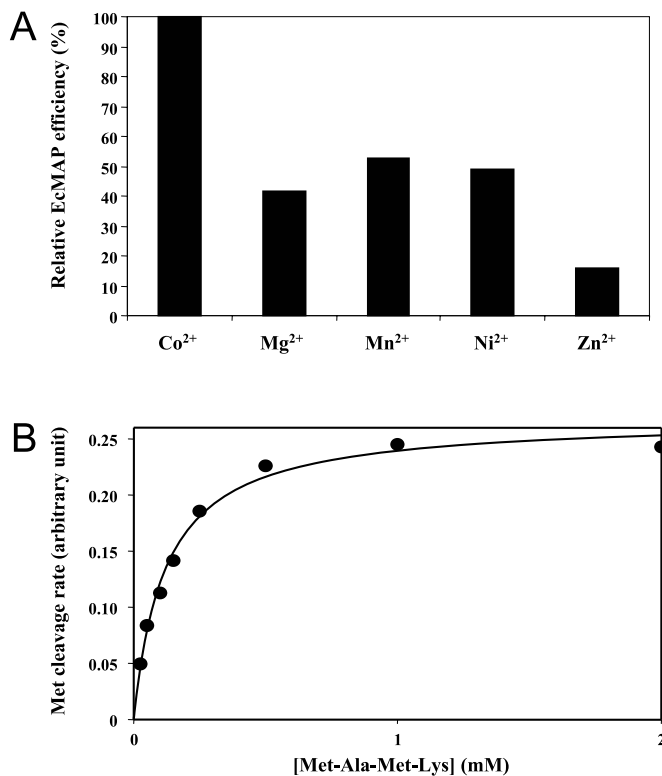 A
Relative EcMAP efficiency (%)
100
90
80
70
60
50
40
30
20
10
0
Co²⁺ Mg²⁺ Mn²⁺ Ni²⁺ Zn²⁺
B
Met cleavage rate (arbitrary unit)
0.25
0.20
0.15
0.10
0.05
0
0 1 2
[Met-Ala-Met-Lys] (mM)